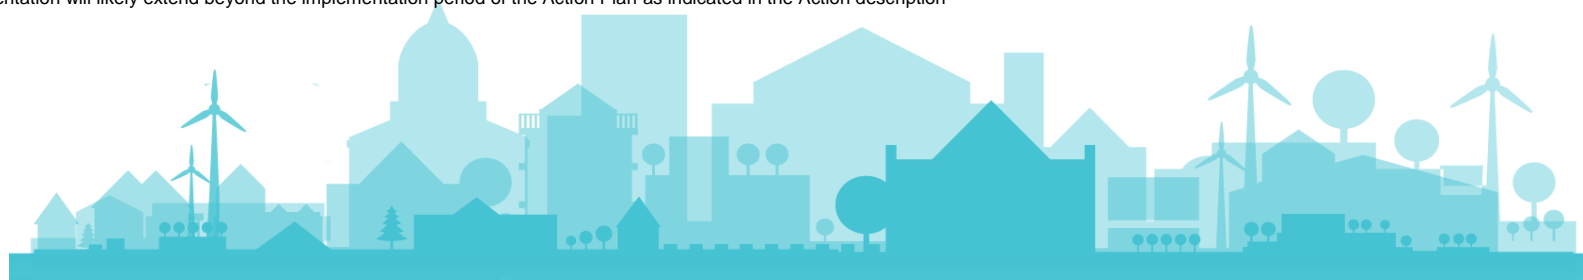 entation will likely extend beyond the implementation period of the Action Plan as indicated in the Action description